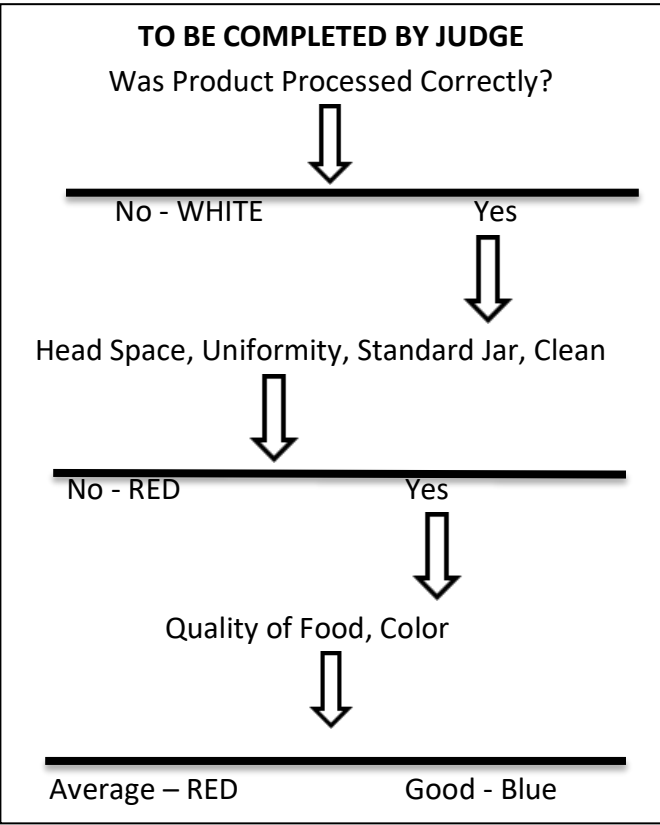 TO BE COMPLETED BY JUDGE
Was Product Processed Correctly?
No - WHITE Yes
Head Space, Uniformity, Standard Jar, Clean
No - RED Yes
Quality of Food, Color
Average – RED Good - Blue